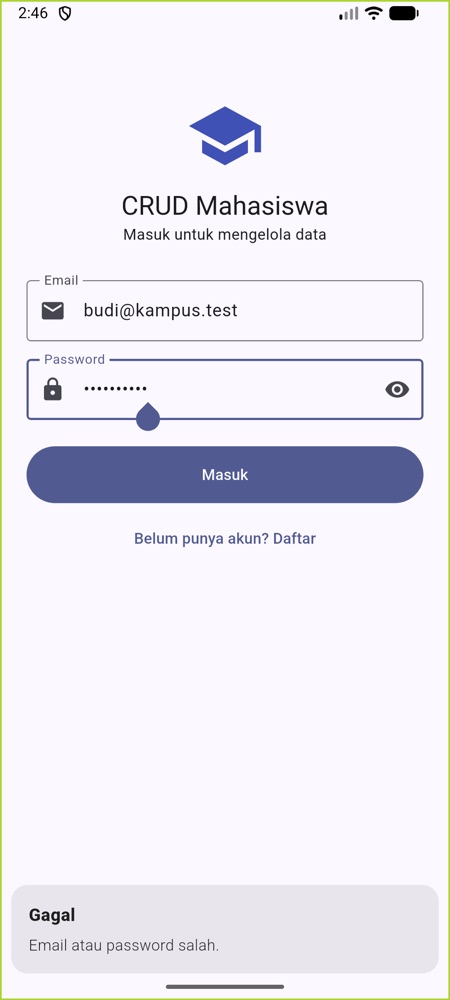 2:46
CRUD Mahasiswa
Masuk untuk mengelola data
Email
budi@kampus.test
Password
••••••••••
Masuk
Belum punya akun? Daftar
Gagal
Email atau password salah.